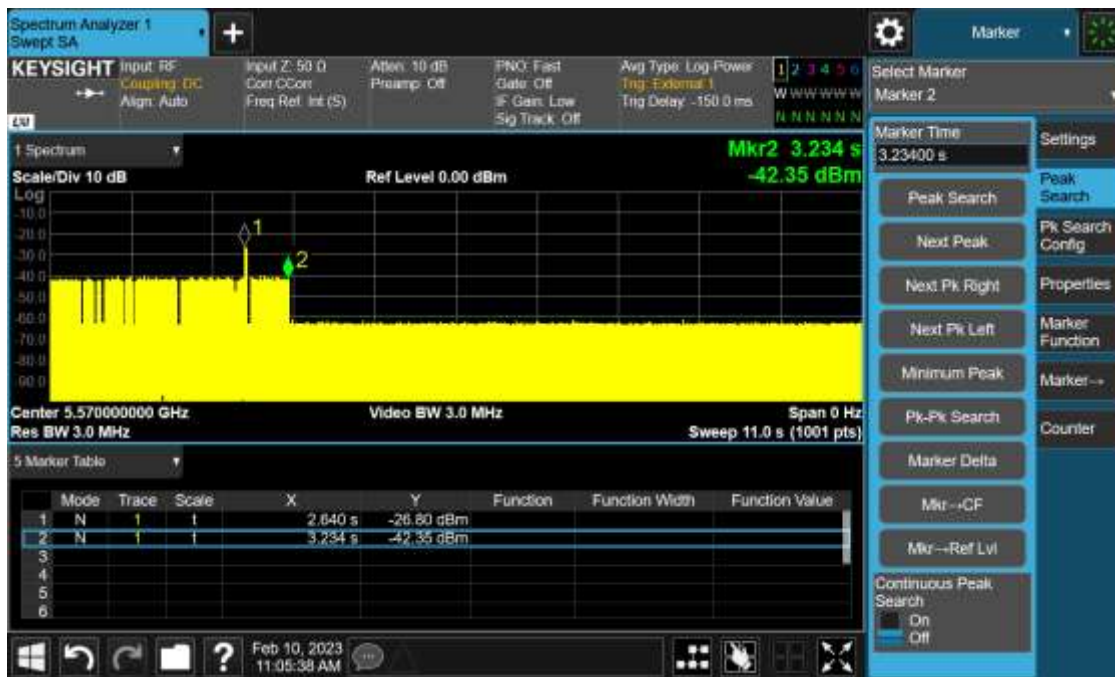 Spectrum Analyzer 1
Swept SA
+
Marker
KEYSIGHT
Input: RF
Coupling: DC
Align: Auto
Input Z: 50 Ω
Corr CCorr
Freq Ref: Int (S)
Atten: 10 dB
Preamp: Off
PNO: Fast
Gate: Off
IF Gain: Low
Sig Track: Off
Avg Type: Log-Power
Trig: External 1
Trig Delay: -150.0 ms
1 2 3 4 5 6
W W W W W W
N N N N N N
Select Marker
Marker 2
LXI
1 Spectrum
Scale/Div 10 dB
Ref Level 0.00 dBm
Mkr2 3.234 s
-42.35 dBm
Log
-10.0
-20.0
-30.0
-40.0
-50.0
-60.0
-70.0
-80.0
-90.0
1
2
Center 5.570000000 GHz
Res BW 3.0 MHz
Video BW 3.0 MHz
Span 0 Hz
Sweep 11.0 s (1001 pts)
5 Marker Table
Mode Trace Scale X Y Function Function Width Function Value
1 N 1 t 2.640 s -26.80 dBm
2 N 1 t 3.234 s -42.35 dBm
3
4
5
6
Marker Time
3.23400 s
Peak Search
Next Peak
Next Pk Right
Next Pk Left
Minimum Peak
Pk-Pk Search
Marker Delta
Mkr→CF
Mkr→Ref Lvl
Continuous Peak
Search
On
Off
Settings
Peak
Search
Pk Search
Config
Properties
Marker
Function
Marker→
Counter
?
Feb 10, 2023
11:05:38 AM